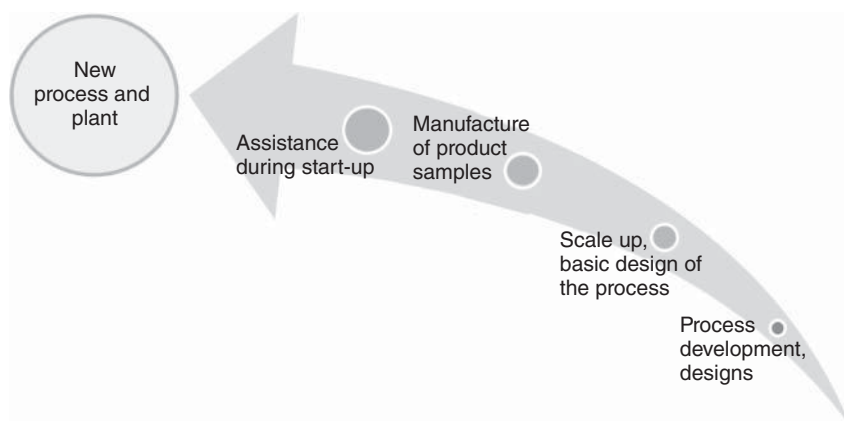 New
process and
plant
Assistance
during start-up
Manufacture
of product
samples
Scale up,
basic design of
the process
Process
development,
designs